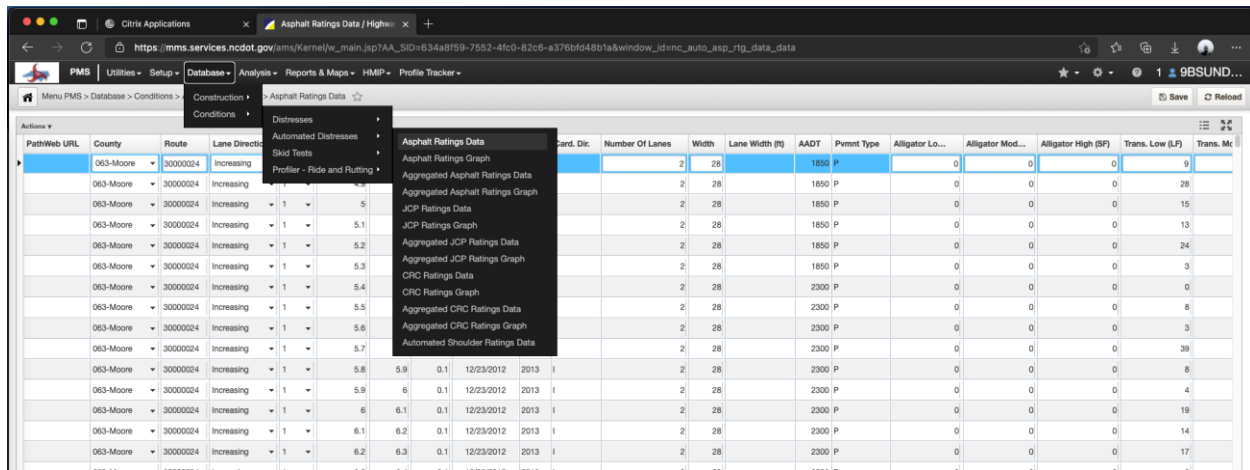 Citrix Applications
Asphalt Ratings Data / Highwa
https://mms.services.ncdot.gov/ams/Kernel/w_main.jsp?AA_SID=634a8f59-7552-4fc0-82c6-a376bfd48b1a&window_id=nc_auto_asp_rtg_data_data
PMS Utilities Setup Database Analysis Reports & Maps HMIP Profile Tracker 1 9BSUND...
Menu PMS > Database > Conditions > > Asphalt Ratings Data Save Reload
Construction
Conditions
Distresses
Automated Distresses
Skid Tests
Profiler - Ride and Rutting
Asphalt Ratings Data
Asphalt Ratings Graph
Aggregated Asphalt Ratings Data
Aggregated Asphalt Ratings Graph
JCP Ratings Data
JCP Ratings Graph
Aggregated JCP Ratings Data
Aggregated JCP Ratings Graph
CRC Ratings Data
CRC Ratings Graph
Aggregated CRC Ratings Data
Aggregated CRC Ratings Graph
Automated Shoulder Ratings Data
Actions
PathWeb URL County Route Lane Directic Card. Dir. Number Of Lanes Width Lane Width (ft) AADT Pvmnt Type Alligator Lo... Alligator Mod... Alligator High (SF) Trans. Low (LF) Trans. Mc
063-Moore 30000024 Increasing 2 28 1850 P 0 0 0 9
063-Moore 30000024 Increasing 1 4.9 2 28 1850 P 0 0 0 28
063-Moore 30000024 Increasing 1 5 2 28 1850 P 0 0 0 15
063-Moore 30000024 Increasing 1 5.1 2 28 1850 P 0 0 0 13
063-Moore 30000024 Increasing 1 5.2 2 28 1850 P 0 0 0 24
063-Moore 30000024 Increasing 1 5.3 2 28 1850 P 0 0 0 3
063-Moore 30000024 Increasing 1 5.4 2 28 2300 P 0 0 0 0
063-Moore 30000024 Increasing 1 5.5 2 28 2300 P 0 0 0 8
063-Moore 30000024 Increasing 1 5.6 2 28 2300 P 0 0 0 3
063-Moore 30000024 Increasing 1 5.7 2 28 2300 P 0 0 0 39
063-Moore 30000024 Increasing 1 5.8 5.9 0.1 12/23/2012 2013 I 2 28 2300 P 0 0 0 8
063-Moore 30000024 Increasing 1 5.9 6 0.1 12/23/2012 2013 I 2 28 2300 P 0 0 0 4
063-Moore 30000024 Increasing 1 6 6.1 0.1 12/23/2012 2013 I 2 28 2300 P 0 0 0 19
063-Moore 30000024 Increasing 1 6.1 6.2 0.1 12/23/2012 2013 I 2 28 2300 P 0 0 0 14
063-Moore 30000024 Increasing 1 6.2 6.3 0.1 12/23/2012 2013 I 2 28 2300 P 0 0 0 17